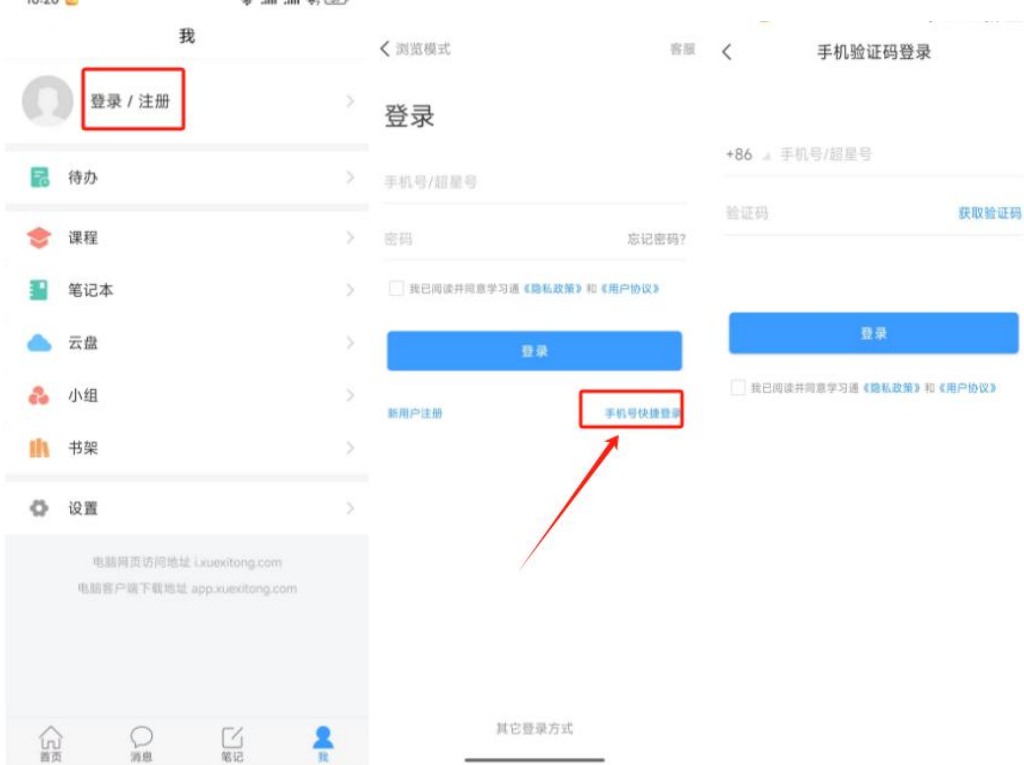 我
登录 / 注册
待办
课程
笔记本
云盘
小组
书架
设置
电脑网页访问地址 i.xuexitong.com
电脑客户端下载地址 app.xuexitong.com
首页
消息
笔记
我
浏览模式
客服
登录
手机号/超星号
密码
忘记密码?
我已阅读并同意学习通《隐私政策》和《用户协议》
登录
新用户注册
手机号快捷登录
其它登录方式
手机验证码登录
+86 手机号/超星号
验证码
获取验证码
登录
我已阅读并同意学习通《隐私政策》和《用户协议》